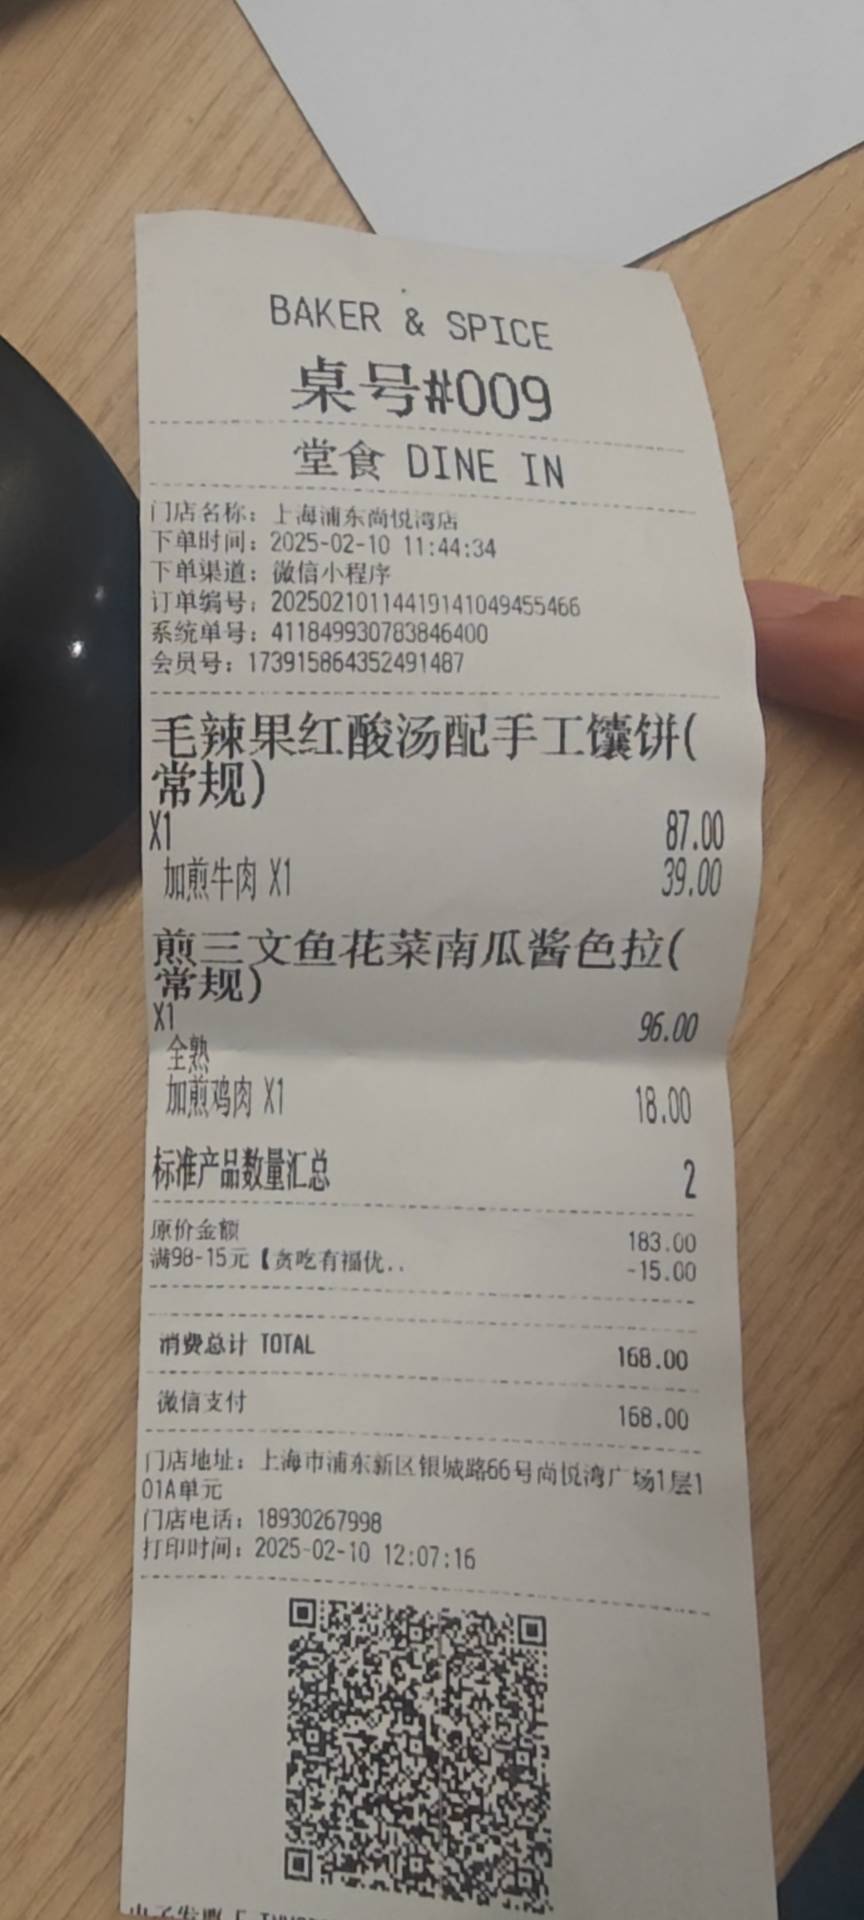 BAKER & SPICE
桌号#009
堂食 DINE IN
门店名称: 上海浦东尚悦湾店
下单时间: 2025-02-10 11:44:34
下单渠道: 微信小程序
订单编号: 20250210114419141049455466
系统单号: 4118499307838464​00
会员号: 173915864352491487
毛辣果红酸汤配手工馕饼(
常规)
X1 87.00
加煎牛肉 X1 39.00
煎三文鱼花菜南瓜酱色拉(
常规)
X1 96.00
全熟
加煎鸡肉 X1 18.00
标准产品数量汇总 2
原价金额 183.00
满98-15元【贪吃有福优.. -15.00
消费总计 TOTAL 168.00
微信支付 168.00
门店地址: 上海市浦东新区银城路66号尚悦湾广场1层1
01A单元
门店电话: 18930267998
打印时间: 2025-02-10 12:07:16